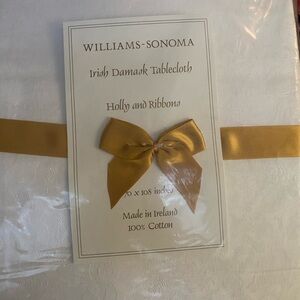 WILLIAMS-SONOMA
Irish Damask Tablecloth
Holly and Ribbons
x 108 inches
Made in Ireland
100% Cotton